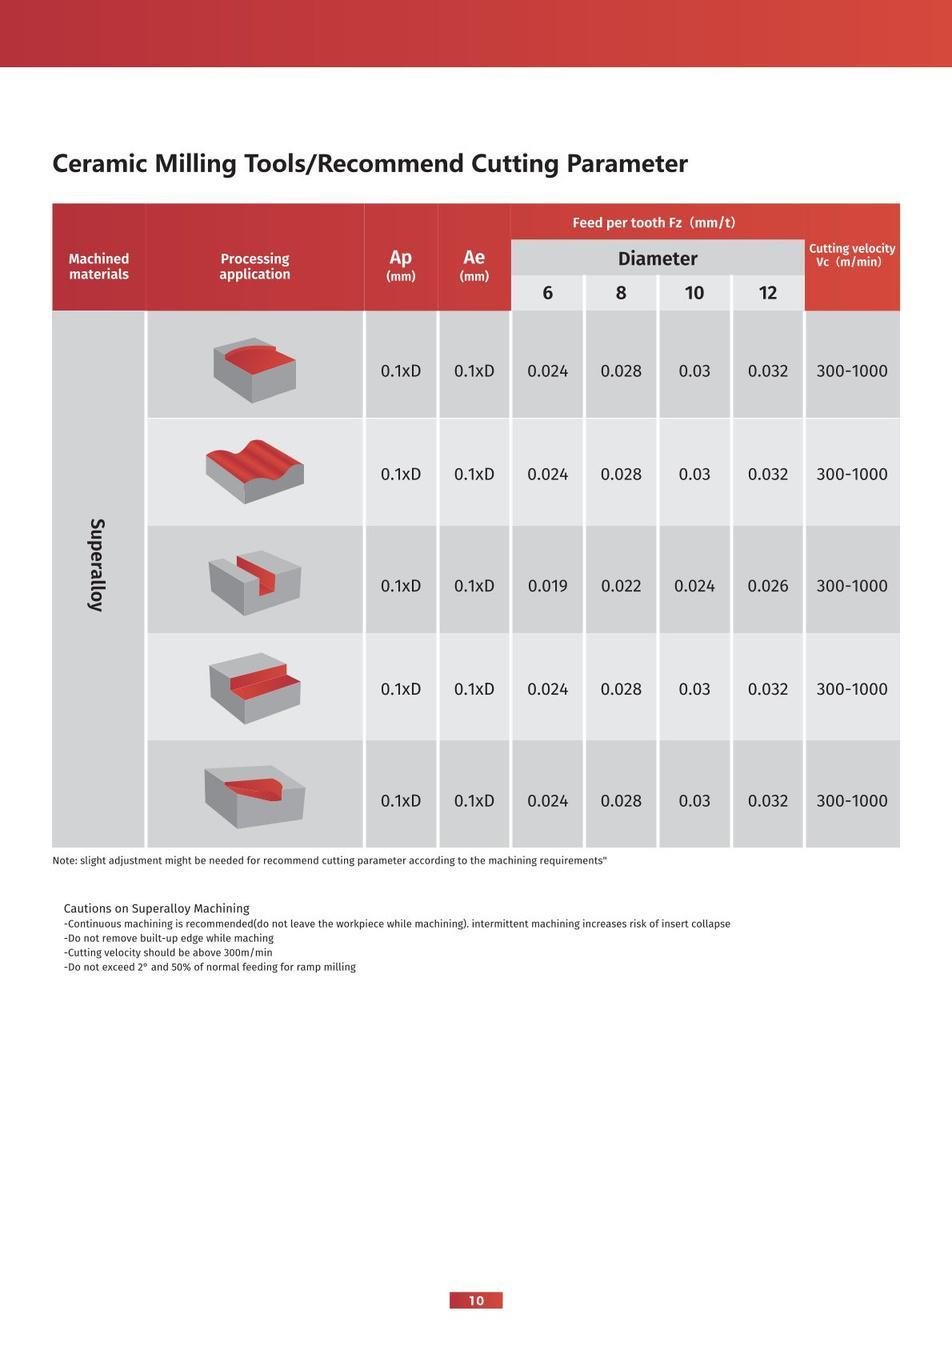 Ceramic Milling Tools/Recommend Cutting Parameter
Machined materials
Processing application
Ap (mm)
Ae (mm)
Feed per tooth Fz（mm/t）
Diameter
6 8 10 12
Cutting velocity Vc（m/min）
Superalloy
0.1xD 0.1xD 0.024 0.028 0.03 0.032 300-1000
0.1xD 0.1xD 0.024 0.028 0.03 0.032 300-1000
0.1xD 0.1xD 0.019 0.022 0.024 0.026 300-1000
0.1xD 0.1xD 0.024 0.028 0.03 0.032 300-1000
0.1xD 0.1xD 0.024 0.028 0.03 0.032 300-1000
Note: slight adjustment might be needed for recommend cutting parameter according to the machining requirements"
Cautions on Superalloy Machining
-Continuous machining is recommended(do not leave the workpiece while machining). intermittent machining increases risk of insert collapse
-Do not remove built-up edge while maching
-Cutting velocity should be above 300m/min
-Do not exceed 2° and 50% of normal feeding for ramp milling
10